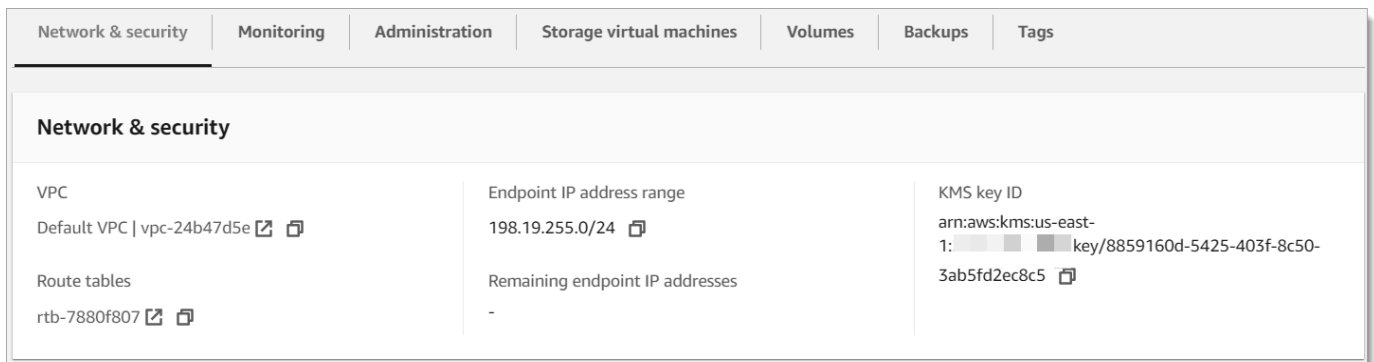 Network & security
Monitoring
Administration
Storage virtual machines
Volumes
Backups
Tags
Network & security
VPC
Default VPC | vpc-24b47d5e
Route tables
rtb-7880f807
Endpoint IP address range
198.19.255.0/24
Remaining endpoint IP addresses
-
KMS key ID
arn:aws:kms:us-east-
1: key/8859160d-5425-403f-8c50-
3ab5fd2ec8c5